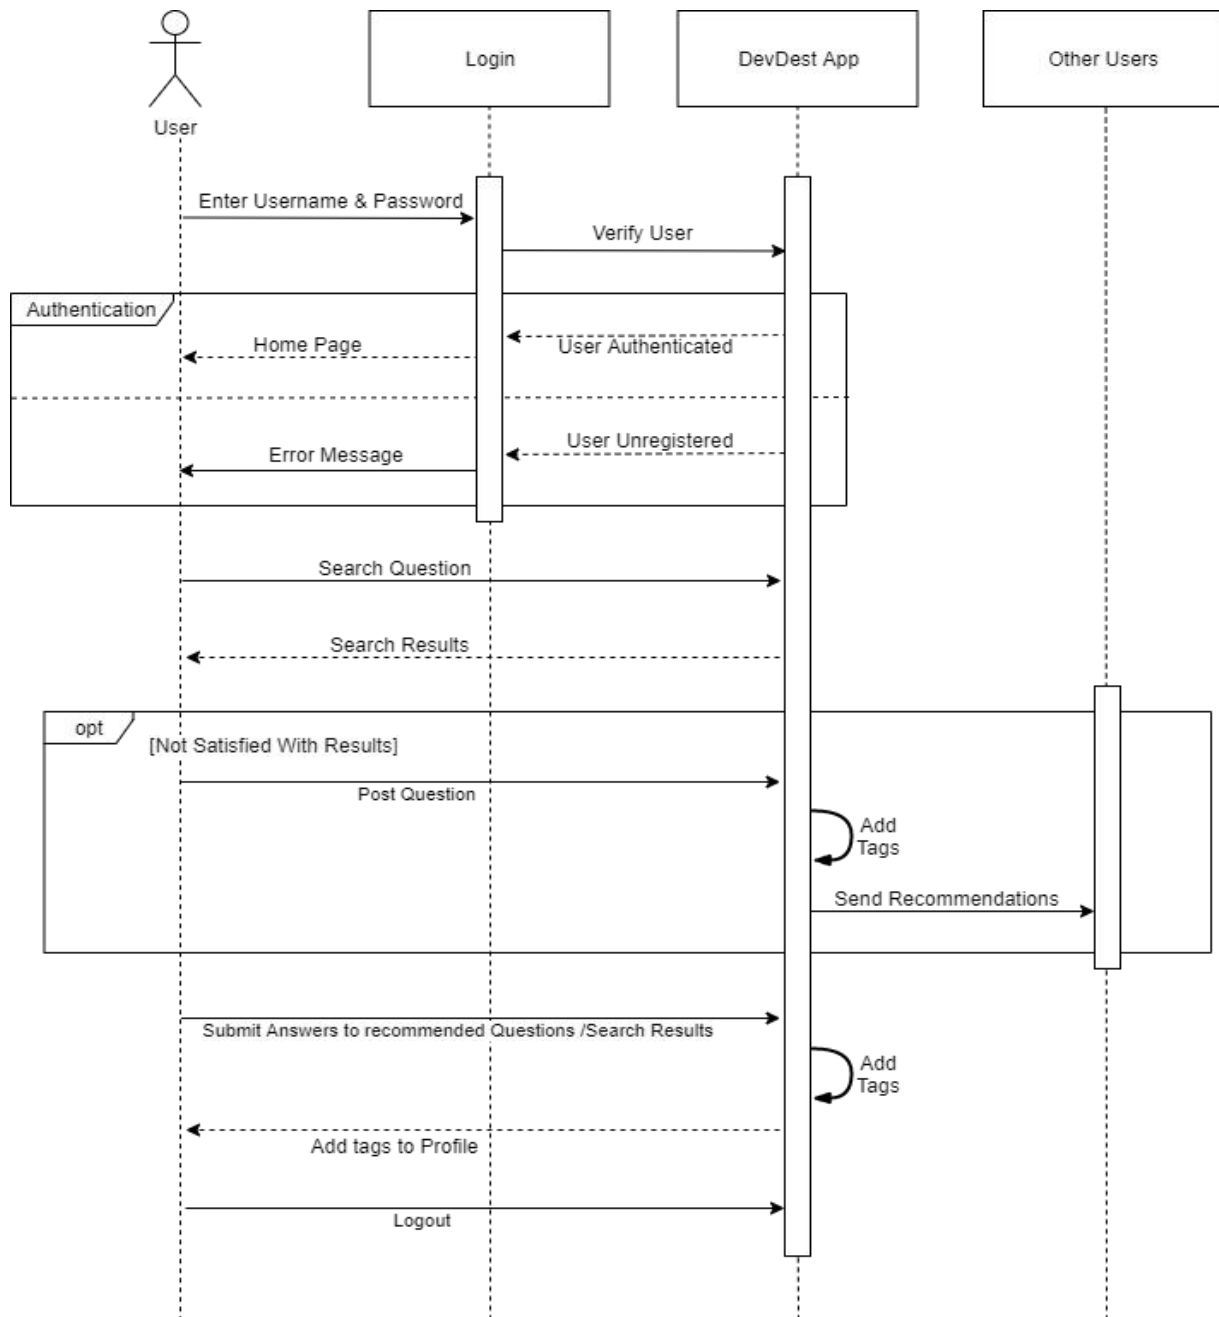 Login
DevDest App
Other Users
User
Enter Username & Password
Verify User
Authentication
User Authenticated
Home Page
User Unregistered
Error Message
Search Question
Search Results
opt
[Not Satisfied With Results]
Post Question
Add
Tags
Send Recommendations
Submit Answers to recommended Questions /Search Results
Add
Tags
Add tags to Profile
Logout